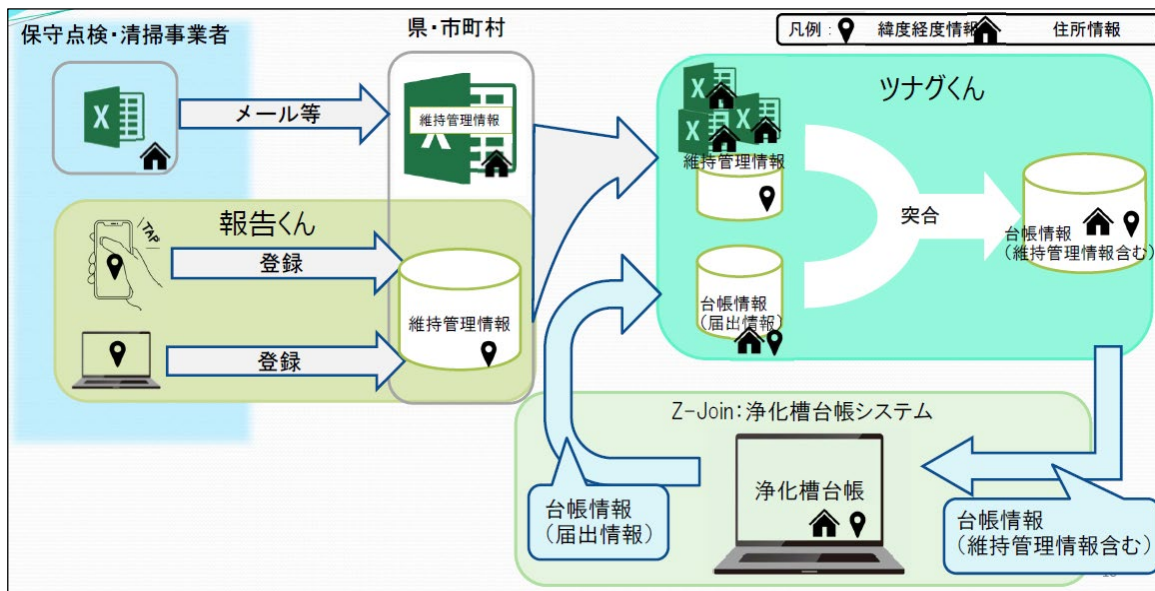 保守点検・清掃事業者
県・市町村
凡例：
緯度経度情報
住所情報
X
メール等
維持管理情報
X
報告くん
TAP
登録
登録
維持管理情報
ツナグくん
X
X
X
維持管理情報
突合
台帳情報
（維持管理情報含む）
台帳情報
（届出情報）
Z-Join：浄化槽台帳システム
浄化槽台帳
台帳情報
（届出情報）
台帳情報
（維持管理情報含む）